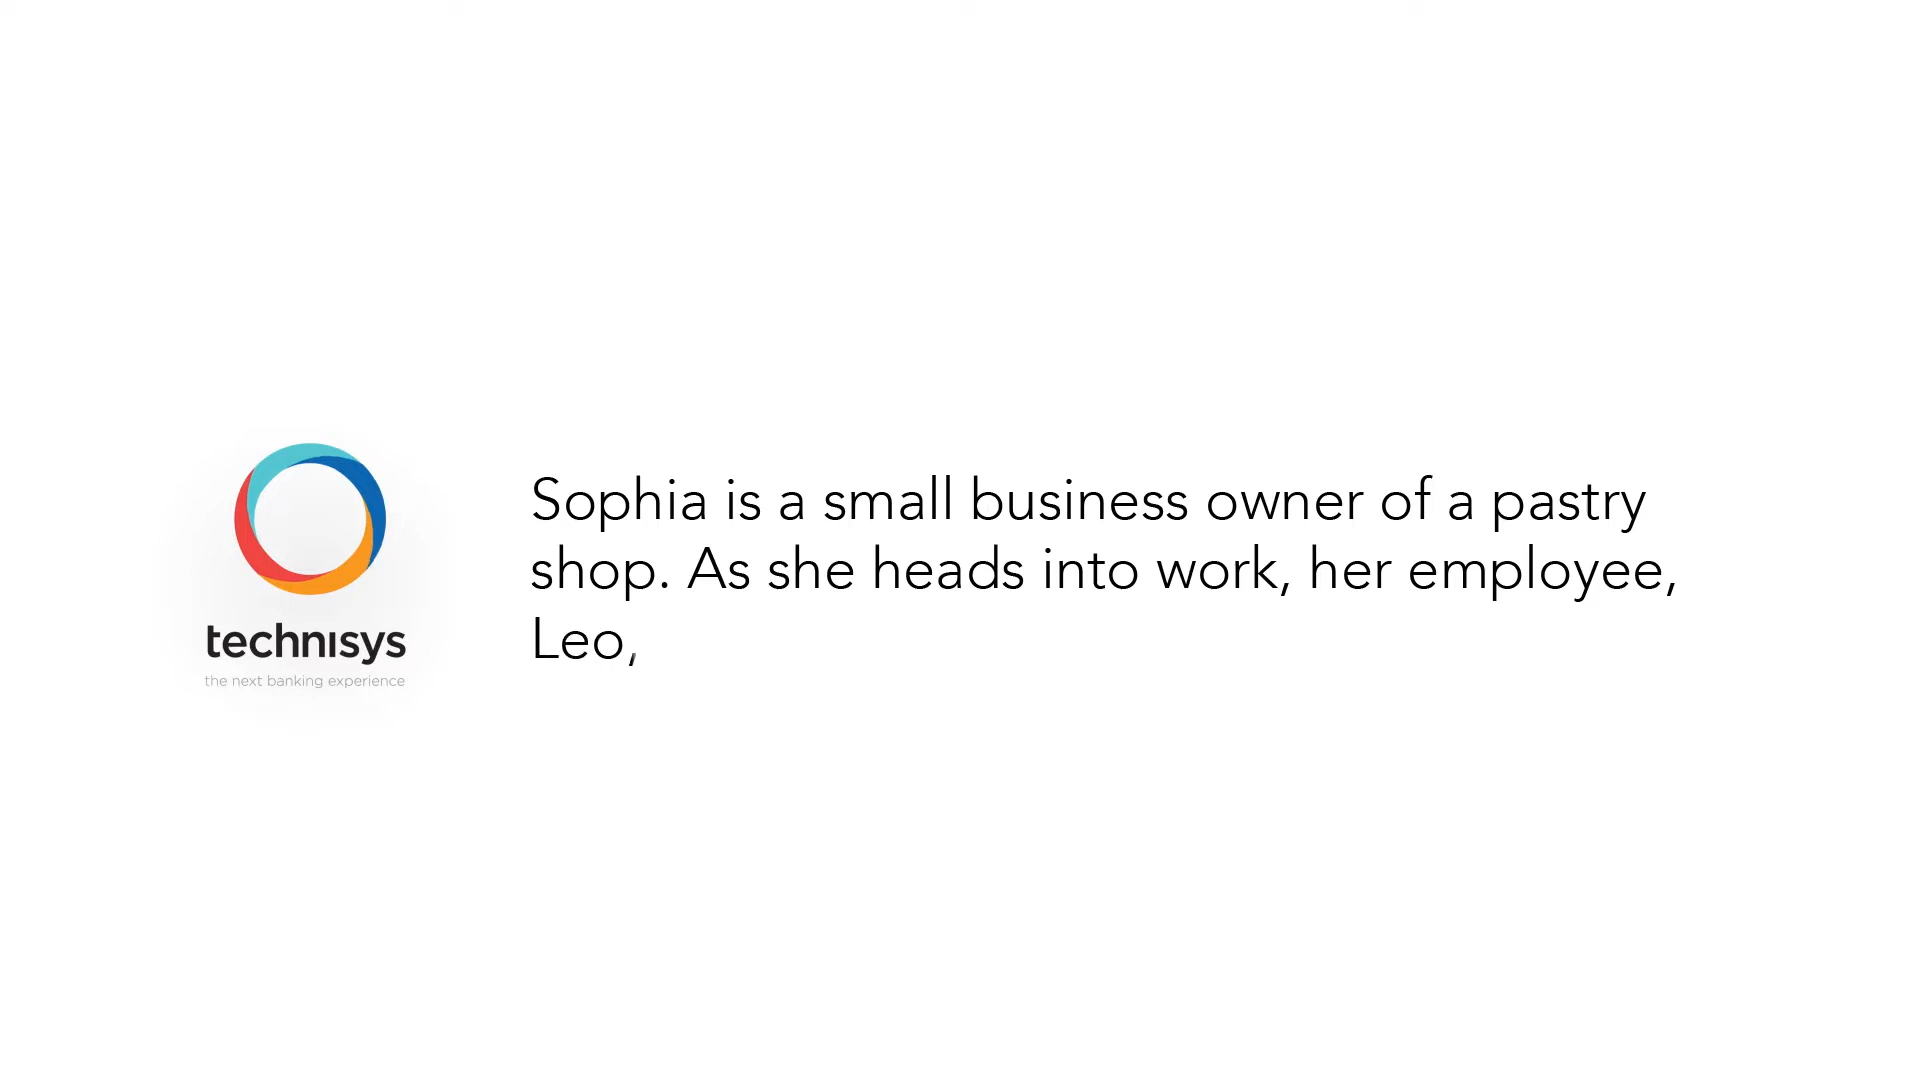 technisys
the next banking experience
Sophia is a small business owner of a pastry
shop. As she heads into work, her employee,
Leo,